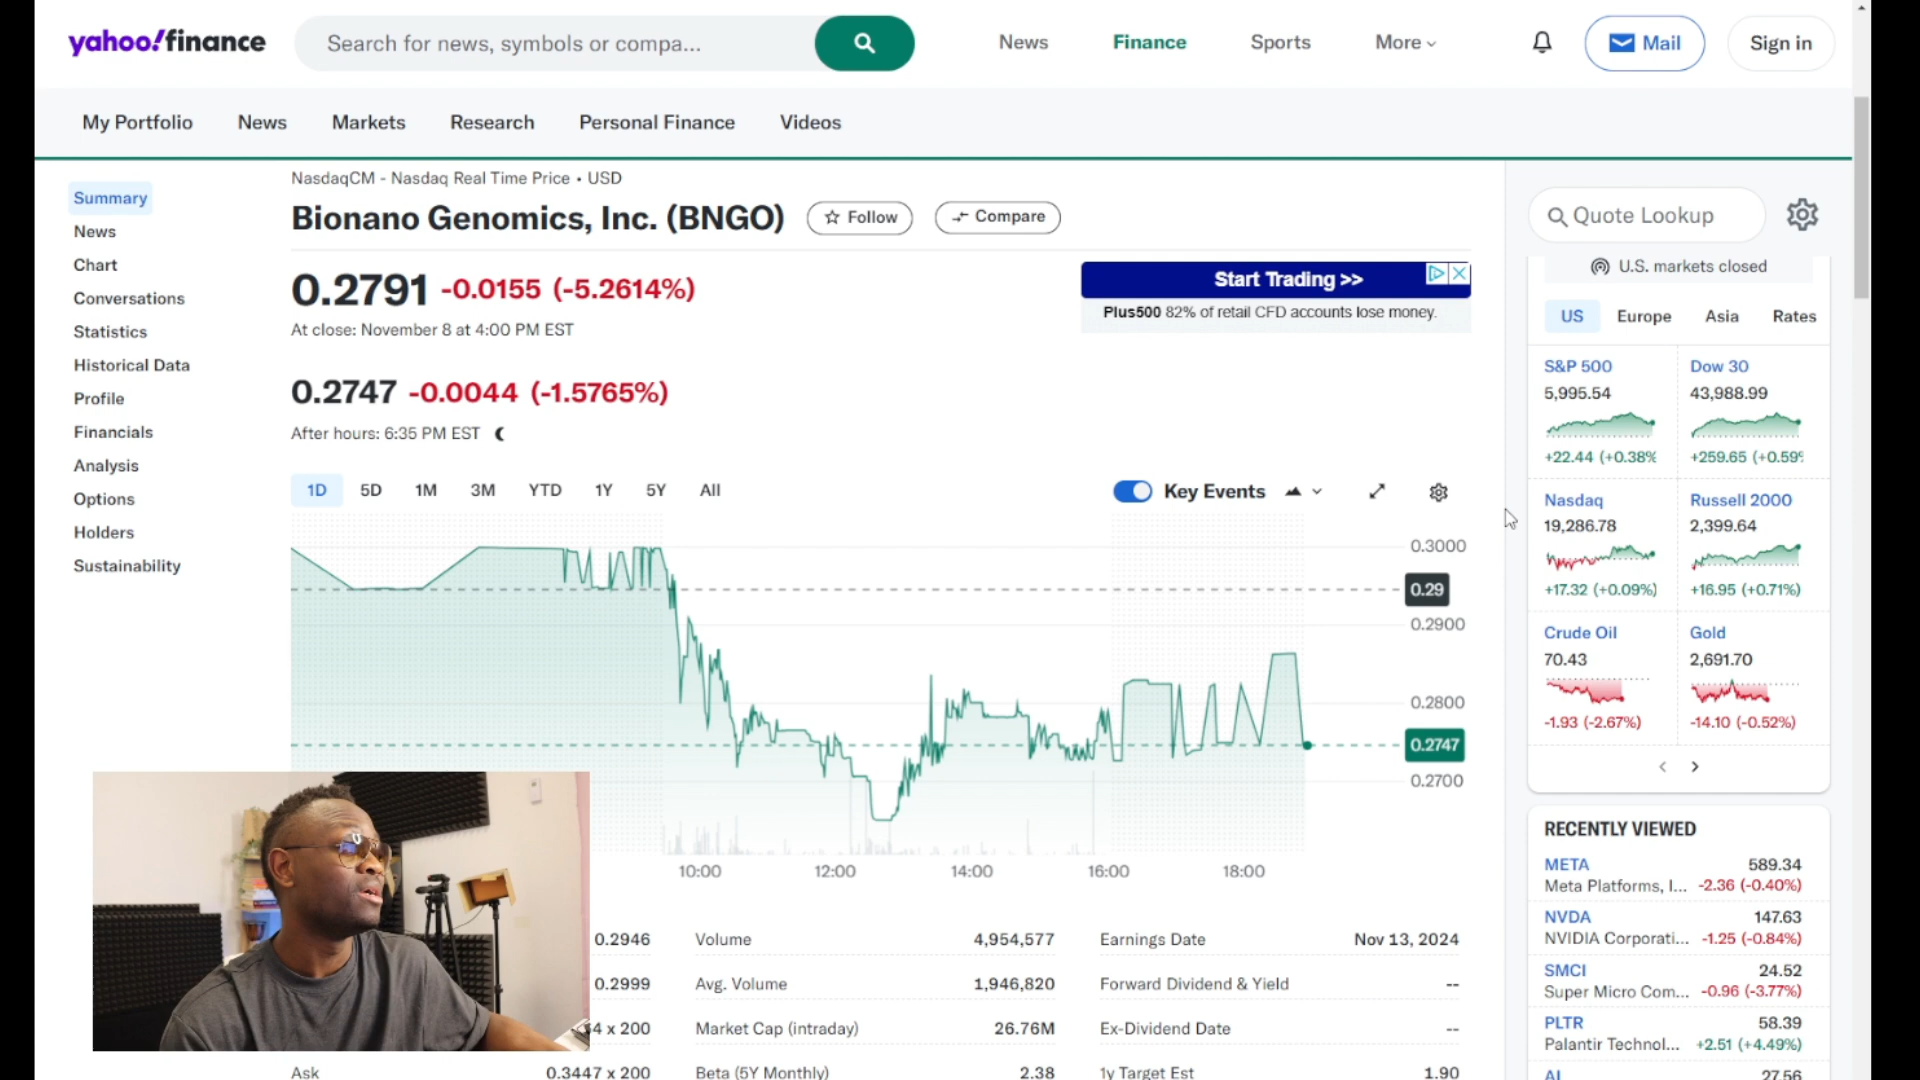 yahoo!finance
Search for news, symbols or compa...
News
Finance
Sports
More
Mail
Sign in
My Portfolio
News
Markets
Research
Personal Finance
Videos
Summary
News
Chart
Conversations
Statistics
Historical Data
Profile
Financials
Analysis
Options
Holders
Sustainability
NasdaqCM - Nasdaq Real Time Price • USD
Bionano Genomics, Inc. (BNGO)
Follow
Compare
0.2791 -0.0155 (-5.2614%)
At close: November 8 at 4:00 PM EST
0.2747 -0.0044 (-1.5765%)
After hours: 6:35 PM EST
Start Trading >>
Plus500 82% of retail CFD accounts lose money.
1D 5D 1M 3M YTD 1Y 5Y All
Key Events
0.3000
0.29
0.2900
0.2800
0.2747
0.2700
10:00 12:00 14:00 16:00 18:00
0.2946
0.2999
4 x 200
Ask 0.3447 x 200
Volume 4,954,577
Avg. Volume 1,946,820
Market Cap (intraday) 26.76M
Beta (5Y Monthly) 2.38
Earnings Date Nov 13, 2024
Forward Dividend & Yield --
Ex-Dividend Date --
1y Target Est 1.90
Quote Lookup
U.S. markets closed
US Europe Asia Rates
S&P 500
5,995.54
+22.44 (+0.38%
Dow 30
43,988.99
+259.65 (+0.59%
Nasdaq
19,286.78
+17.32 (+0.09%)
Russell 2000
2,399.64
+16.95 (+0.71%)
Crude Oil
70.43
-1.93 (-2.67%)
Gold
2,691.70
-14.10 (-0.52%)
RECENTLY VIEWED
META 589.34
Meta Platforms, I... -2.36 (-0.40%)
NVDA 147.63
NVIDIA Corporati... -1.25 (-0.84%)
SMCI 24.52
Super Micro Com... -0.96 (-3.77%)
PLTR 58.39
Palantir Technol... +2.51 (+4.49%)
AI 27.56